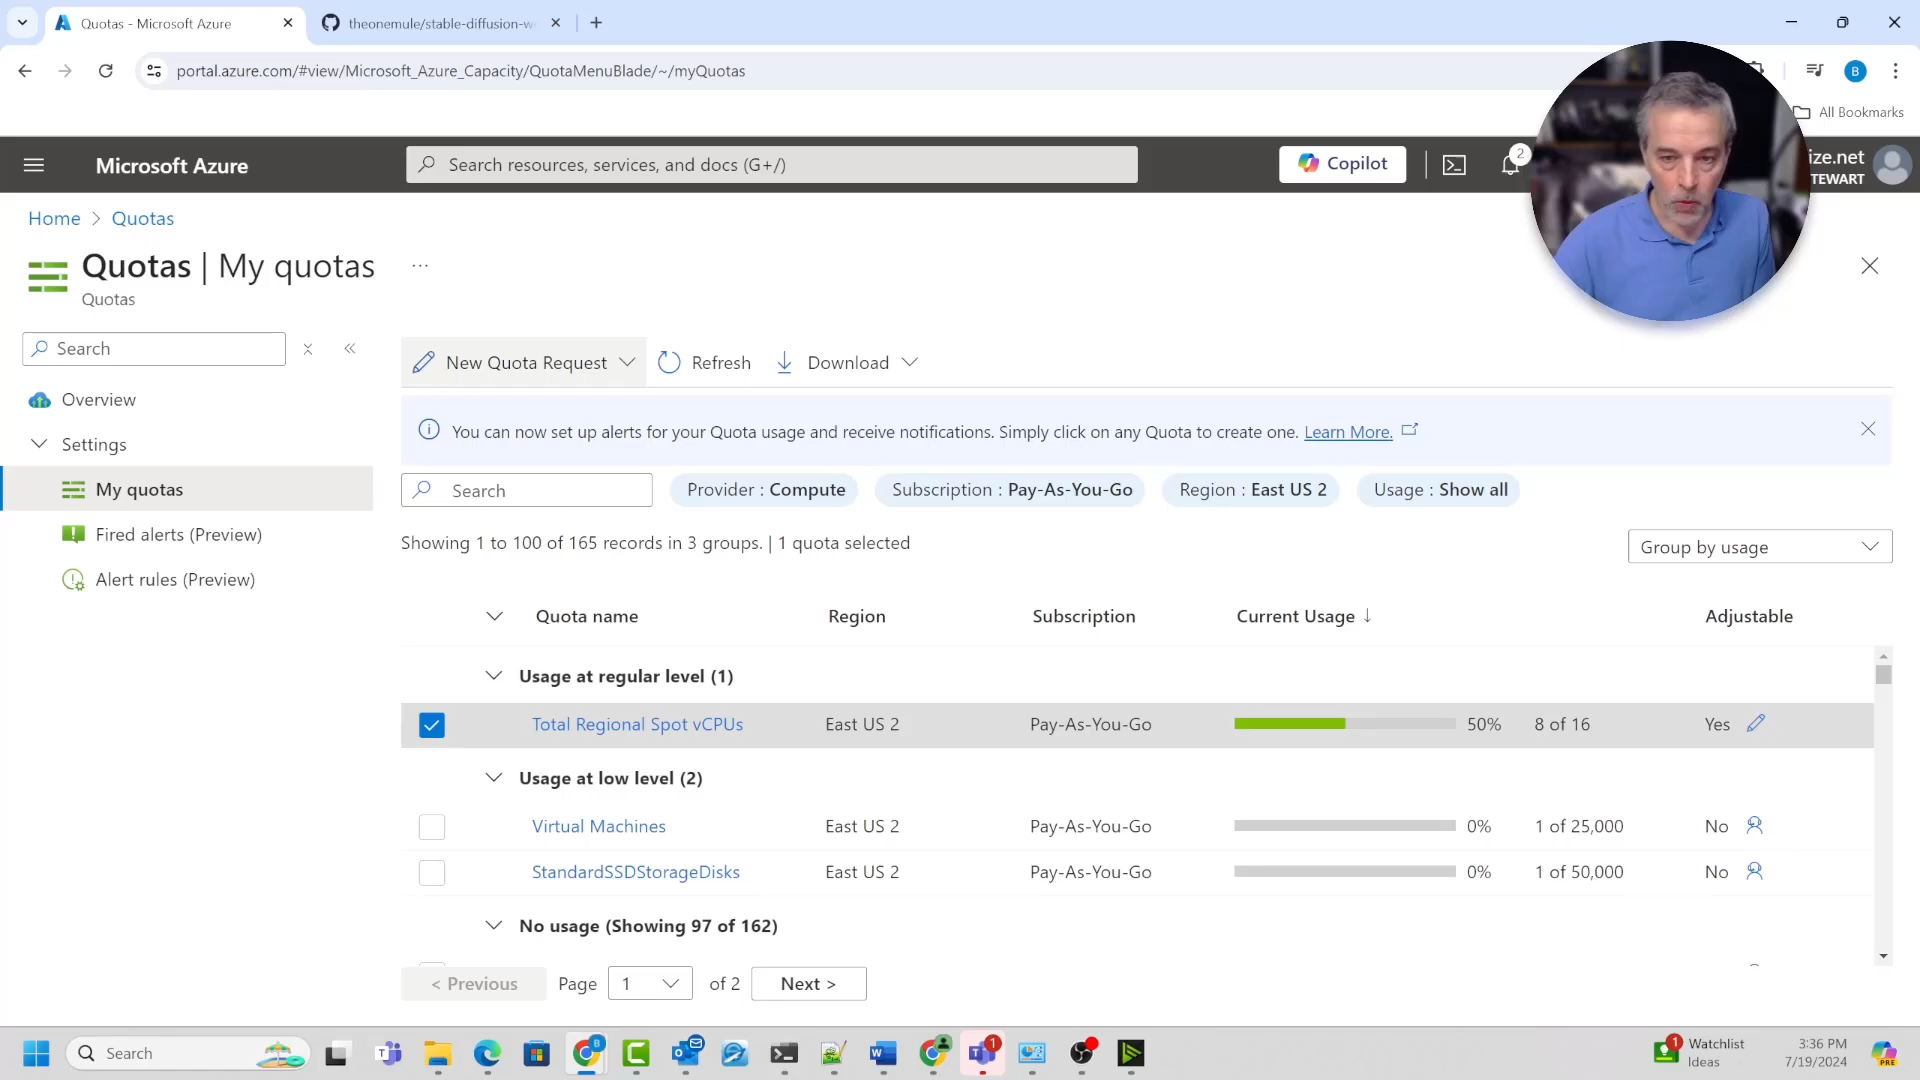 Quotas - Microsoft Azure
theonemule/stable-diffusion-we
portal.azure.com/#view/Microsoft_Azure_Capacity/QuotaMenuBlade/~/myQuotas
B
All Bookmarks
Microsoft Azure
Search resources, services, and docs (G+/)
Copilot
2
ize.net
TEWART
Home > Quotas
Quotas | My quotas ...
Quotas
Search
Overview
Settings
My quotas
Fired alerts (Preview)
Alert rules (Preview)
New Quota Request
Refresh
Download
You can now set up alerts for your Quota usage and receive notifications. Simply click on any Quota to create one. Learn More.
Search
Provider : Compute
Subscription : Pay-As-You-Go
Region : East US 2
Usage : Show all
Showing 1 to 100 of 165 records in 3 groups. | 1 quota selected
Group by usage
Quota name Region Subscription Current Usage ↓ Adjustable
Usage at regular level (1)
Total Regional Spot vCPUs East US 2 Pay-As-You-Go 50% 8 of 16 Yes
Usage at low level (2)
Virtual Machines East US 2 Pay-As-You-Go 0% 1 of 25,000 No
StandardSSDStorageDisks East US 2 Pay-As-You-Go 0% 1 of 50,000 No
No usage (Showing 97 of 162)
< Previous Page 1 of 2 Next >
Search
1
Watchlist
Ideas
3:36 PM
7/19/2024
PRE